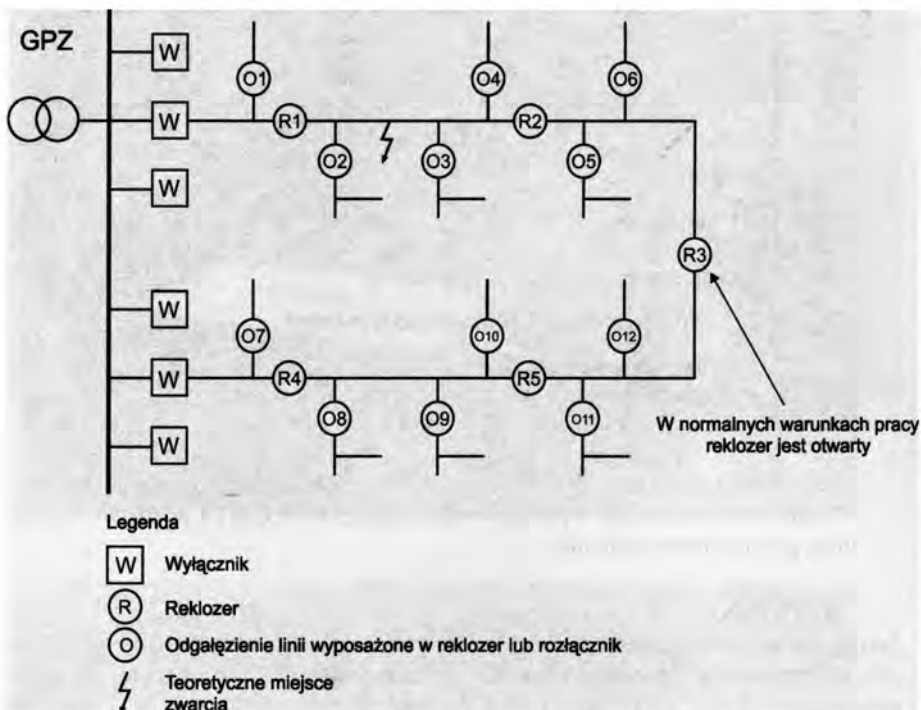 GPZ
W
O1
O4
O6
W
R1
R2
O2
O3
O5
W
R3
W
O7
O10
O12
W
R4
R5
O8
O9
O11
W
W normalnych warunkach pracy
reklozer jest otwarty
Legenda
W Wyłącznik
R Reklozer
O Odgałęzienie linii wyposażone w reklozer lub rozłącznik
Teoretyczne miejsce
zwarcia